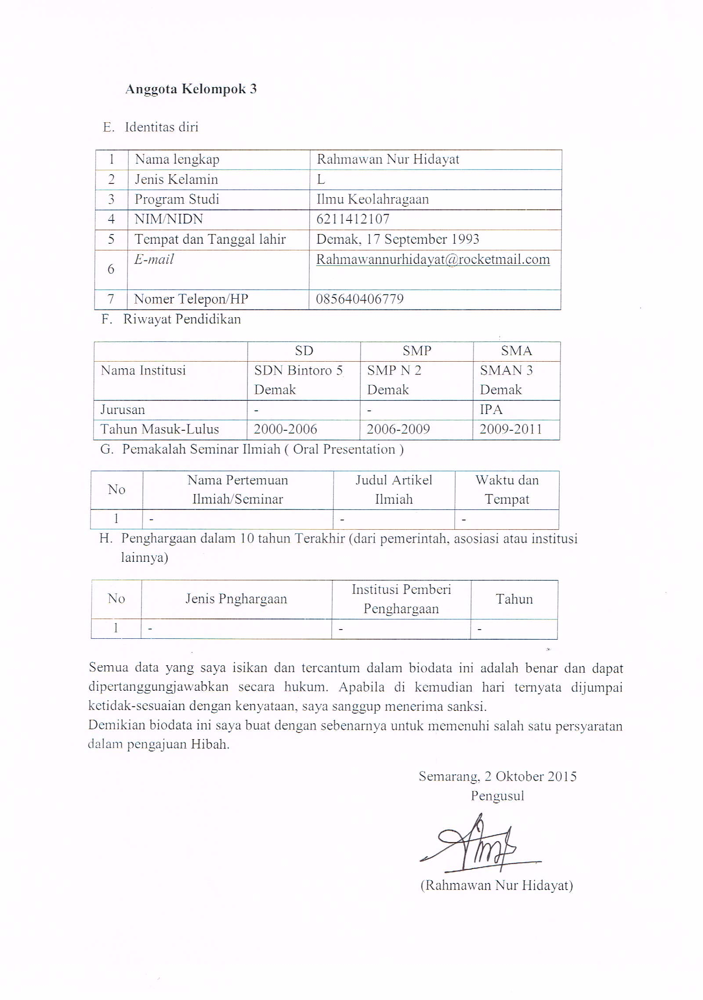 Anggota Kelompok 3
E. Identitas diri
1 Nama lengkap Rahmawan Nur Hidayat
2 Jenis Kelamin L
3 Program Studi Ilmu Keolahragaan
4 NIM/NIDN 6211412107
5 Tempat dan Tanggal lahir Demak, 17 September 1993
6 E-mail Rahmawannurhidayat@rocketmail.com
7 Nomer Telepon/HP 085640406779
F. Riwayat Pendidikan
SD SMP SMA
Nama Institusi SDN Bintoro 5 SMP N 2 SMAN 3
Demak Demak Demak
Jurusan - - IPA
Tahun Masuk-Lulus 2000-2006 2006-2009 2009-2011
G. Pemakalah Seminar Ilmiah ( Oral Presentation )
No Nama Pertemuan Judul Artikel Waktu dan
Ilmiah/Seminar Ilmiah Tempat
1 - - -
H. Penghargaan dalam 10 tahun Terakhir (dari pemerintah, asosiasi atau institusi
lainnya)
No Jenis Pnghargaan Institusi Pemberi Tahun
Penghargaan
1 - - -
Semua data yang saya isikan dan tercantum dalam biodata ini adalah benar dan dapat
dipertanggungjawabkan secara hukum. Apabila di kemudian hari ternyata dijumpai
ketidak-sesuaian dengan kenyataan, saya sanggup menerima sanksi.
Demikian biodata ini saya buat dengan sebenarnya untuk memenuhi salah satu persyaratan
dalam pengajuan Hibah.
Semarang, 2 Oktober 2015
Pengusul
(Rahmawan Nur Hidayat)